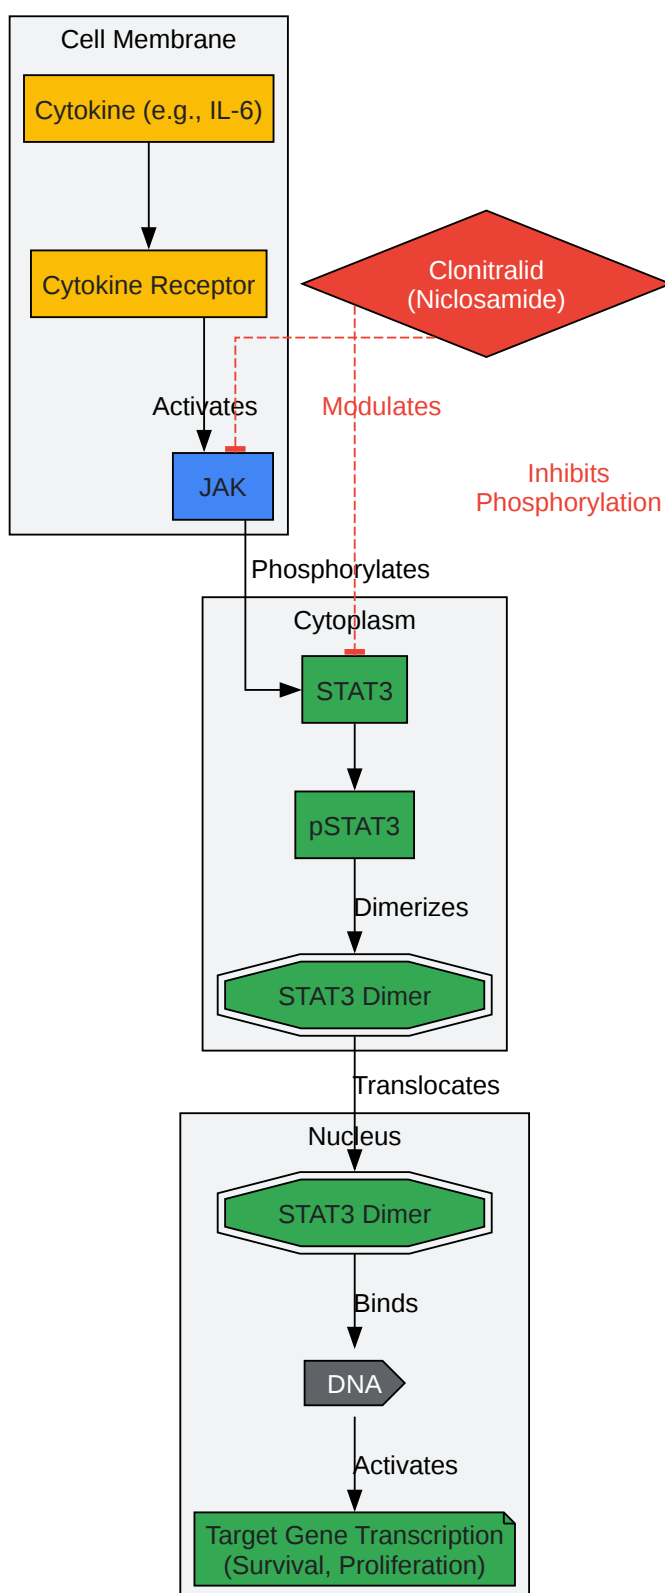 Cell Membrane
Cytokine (e.g., IL-6)
Cytokine Receptor
Clonitralid
(Niclosamide)
Activates
Modulates
JAK
Inhibits
Phosphorylation
Phosphorylates
Cytoplasm
STAT3
pSTAT3
Dimerizes
STAT3 Dimer
Translocates
Nucleus
STAT3 Dimer
Binds
DNA
Activates
Target Gene Transcription
(Survival, Proliferation)